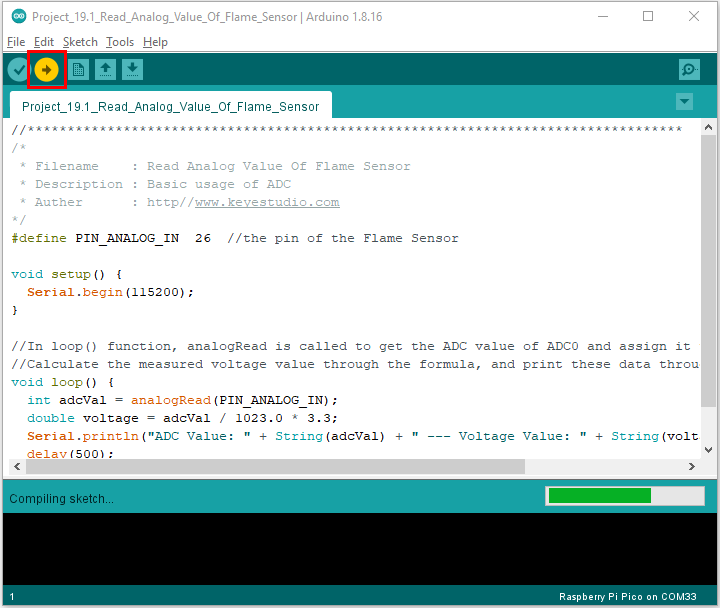 Project_19.1_Read_Analog_Value_Of_Flame_Sensor | Arduino 1.8.16
File Edit Sketch Tools Help
Project_19.1_Read_Analog_Value_Of_Flame_Sensor
//**********************************************************************************
/*
 * Filename    : Read Analog Value Of Flame Sensor
 * Description : Basic usage of ADC
 * Auther      : http//www.keyestudio.com
*/
#define PIN_ANALOG_IN  26  //the pin of the Flame Sensor
void setup() {
  Serial.begin(115200);
}
//In loop() function, analogRead is called to get the ADC value of ADC0 and assign it
//Calculate the measured voltage value through the formula, and print these data throu
void loop() {
  int adcVal = analogRead(PIN_ANALOG_IN);
  double voltage = adcVal / 1023.0 * 3.3;
  Serial.println("ADC Value: " + String(adcVal) + " --- Voltage Value: " + String(volt
  delay(500);
Compiling sketch...
1 Raspberry Pi Pico on COM33